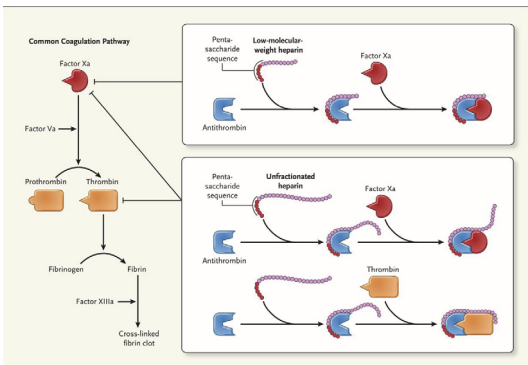 Common Coagulation Pathway
Factor Xa
Factor Va
Prothrombin
Thrombin
Fibrinogen
Fibrin
Factor XIIIa
Cross-linked
fibrin clot
Penta-
saccharide
sequence
Low-molecular-
weight heparin
Factor Xa
Antithrombin
Penta-
saccharide
sequence
Unfractionated
heparin
Factor Xa
Antithrombin
Thrombin